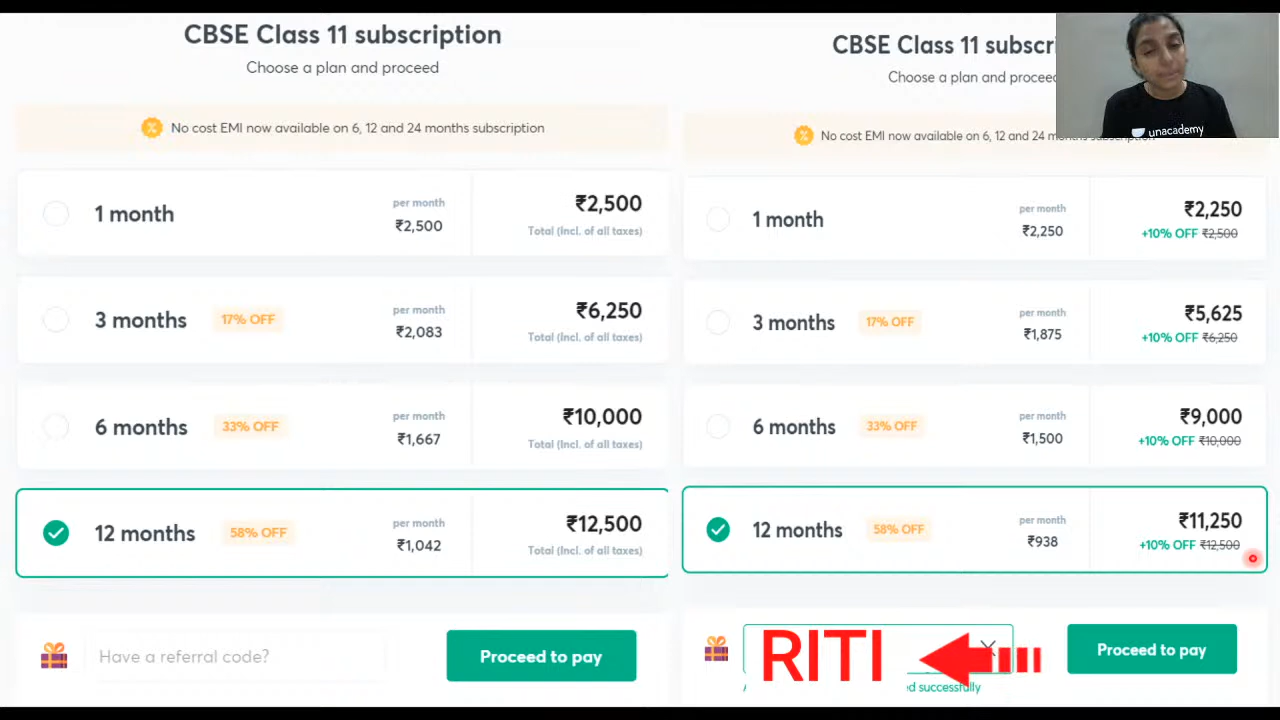 CBSE Class 11 subscription
Choose a plan and proceed
No cost EMI now available on 6, 12 and 24 months subscription
1 month
per month
₹2,500
₹2,500
Total (Incl. of all taxes)
3 months
17% OFF
per month
₹2,083
₹6,250
Total (Incl. of all taxes)
6 months
33% OFF
per month
₹1,667
₹10,000
Total (Incl. of all taxes)
12 months
58% OFF
per month
₹1,042
₹12,500
Total (Incl. of all taxes)
Have a referral code?
Proceed to pay
CBSE Class 11 subscri
Choose a plan and proceed
No cost EMI now available on 6, 12 and 24 months subscription
unacademy
1 month
per month
₹2,250
₹2,250
+10% OFF ₹2,500
3 months
17% OFF
per month
₹1,875
₹5,625
+10% OFF ₹6,250
6 months
33% OFF
per month
₹1,500
₹9,000
+10% OFF ₹10,000
12 months
58% OFF
per month
₹938
₹11,250
+10% OFF ₹12,500
RITI
successfully
Proceed to pay